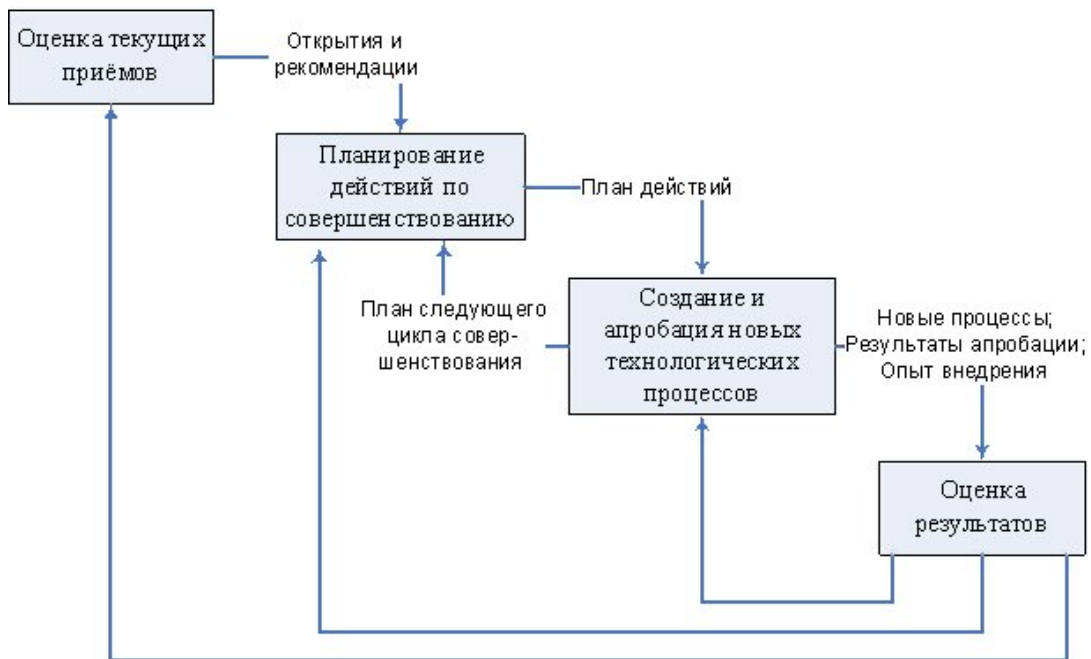 Оценка текущих
приёмов
Открытия и
рекомендации
Планирование
действий по
совершенствованию
План действий
План следующего
цикла совер-
шенствования
Создание и
апробация новых
технологических
процессов
Новые процессы;
Результаты апробации;
Опыт внедрения
Оценка
результатов